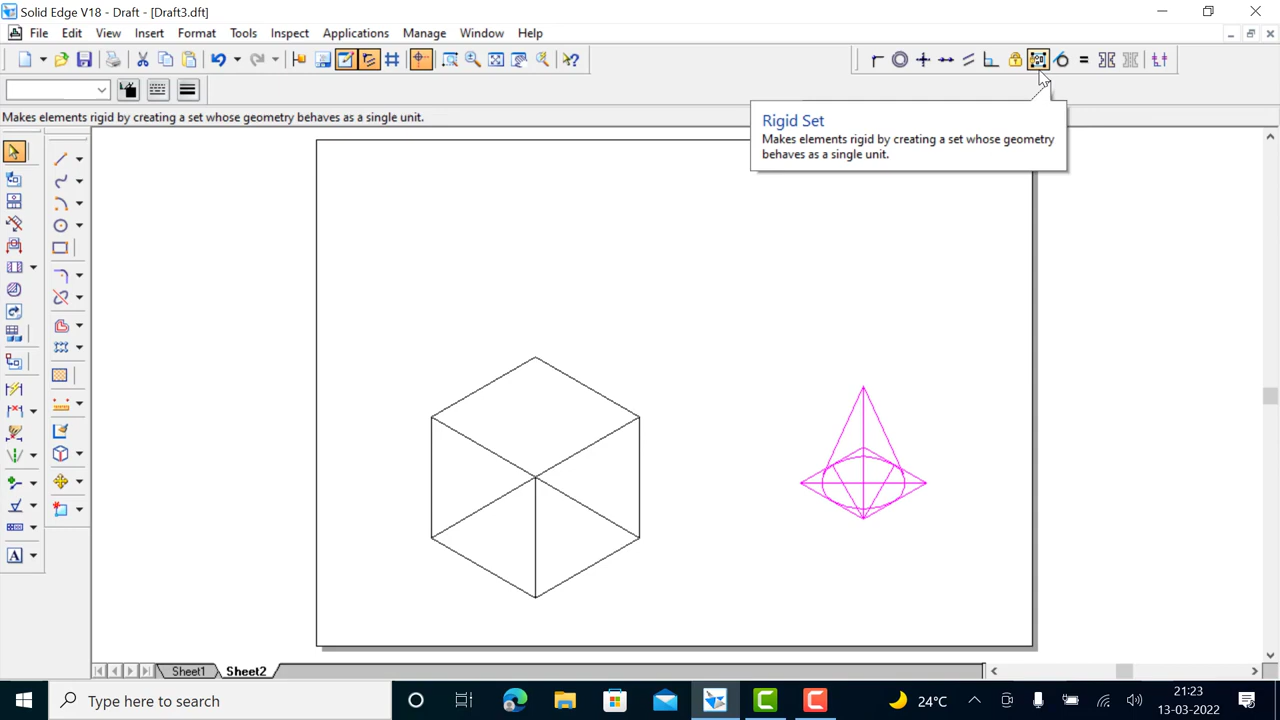 Solid Edge V18 - Draft - [Draft3.dft]
File Edit View Insert Format Tools Inspect Applications Manage Window Help
Makes elements rigid by creating a set whose geometry behaves as a single unit.
Rigid Set
Makes elements rigid by creating a set whose geometry
behaves as a single unit.
A
Sheet1 Sheet2
Type here to search
24°C
21:23
13-03-2022